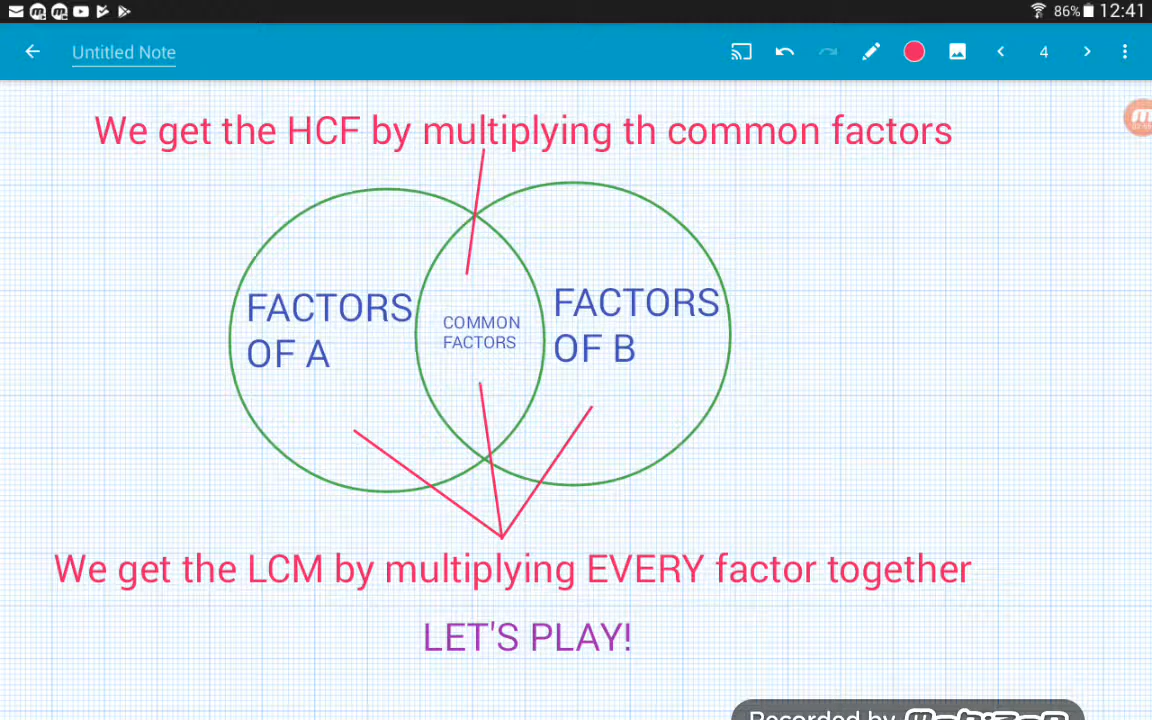 86% 12:41
Untitled Note
4
We get the HCF by multiplying th common factors
FACTORS
OF A
COMMON
FACTORS
FACTORS
OF B
We get the LCM by multiplying EVERY factor together
LET'S PLAY!
Recorded by